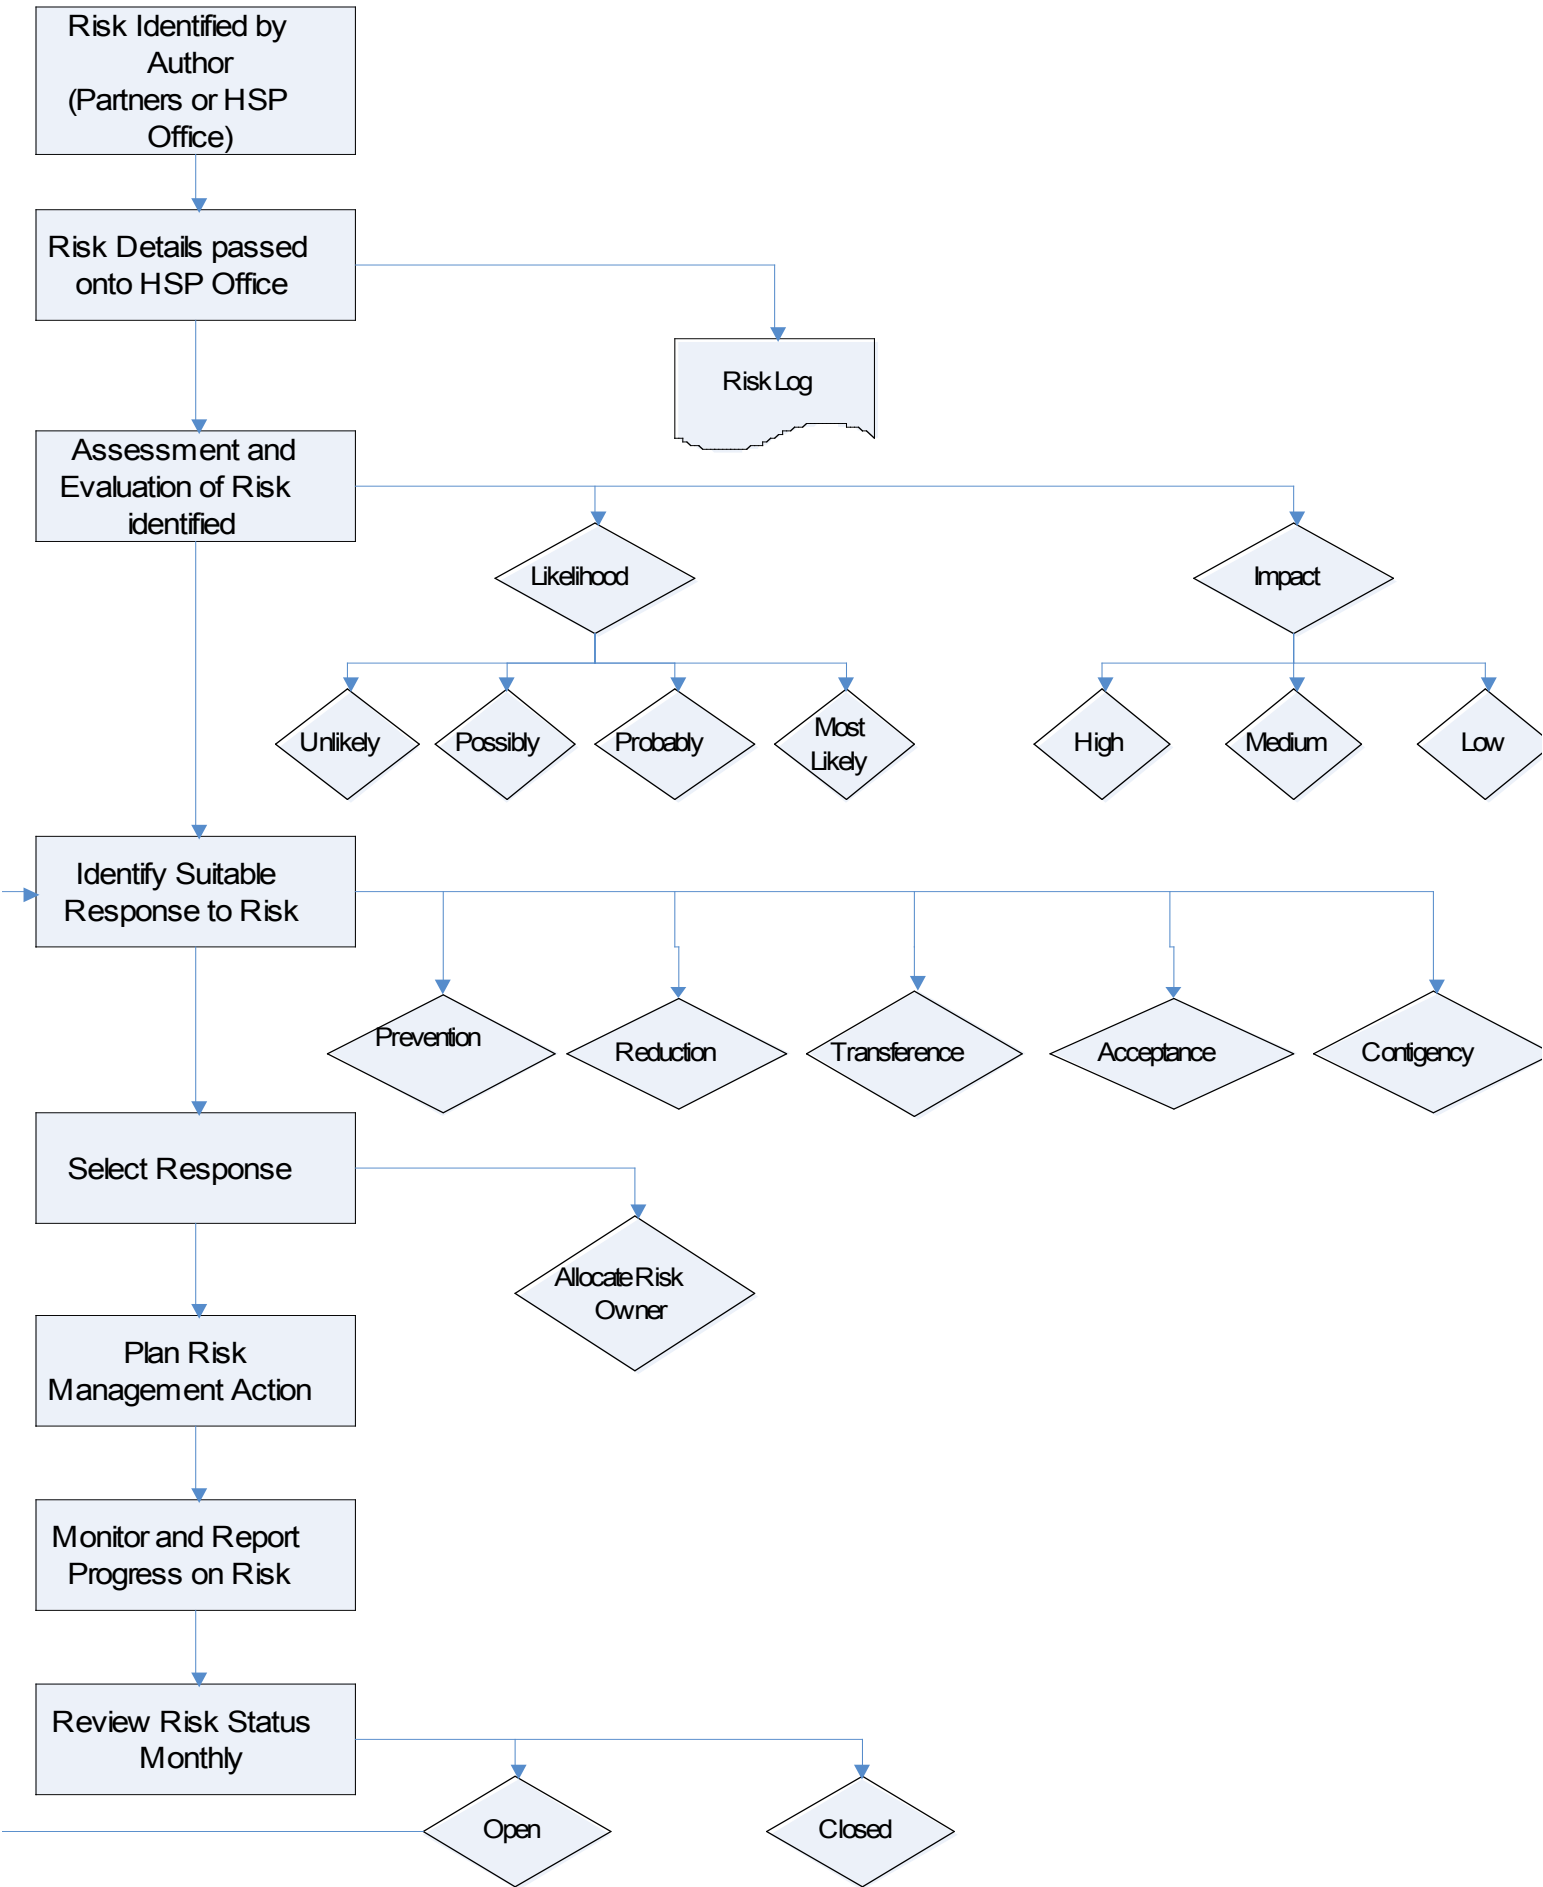 Risk Identified by
Author
(Partners or HSP
Office)
Risk Details passed
onto HSP Office
Risk Log
Assessment and
Evaluation of Risk
identified
Likelihood
Impact
Unlikely
Possibly
Probably
Most
Likely
High
Medium
Low
Identify Suitable
Response to Risk
Prevention
Reduction
Transference
Acceptance
Contigency
Select Response
Allocate Risk
Owner
Plan Risk
Management Action
Monitor and Report
Progress on Risk
Review Risk Status
Monthly
Open
Closed